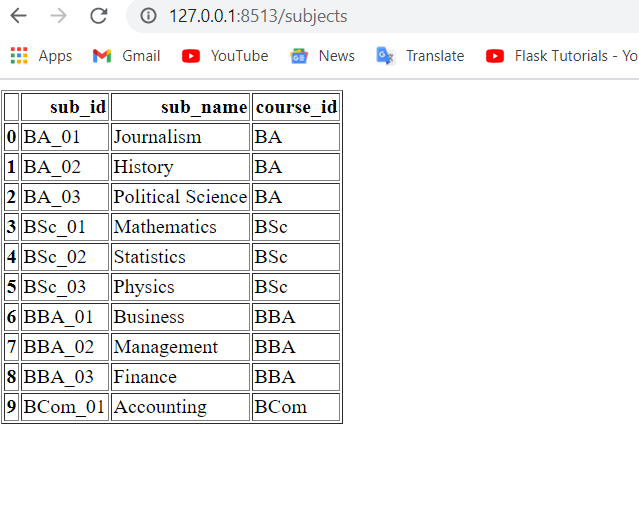 127.0.0.1:8513/subjects
Apps Gmail YouTube News Translate Flask Tutorials - Yo
sub_id sub_name course_id
0 BA_01 Journalism BA
1 BA_02 History BA
2 BA_03 Political Science BA
3 BSc_01 Mathematics BSc
4 BSc_02 Statistics BSc
5 BSc_03 Physics BSc
6 BBA_01 Business BBA
7 BBA_02 Management BBA
8 BBA_03 Finance BBA
9 BCom_01 Accounting BCom